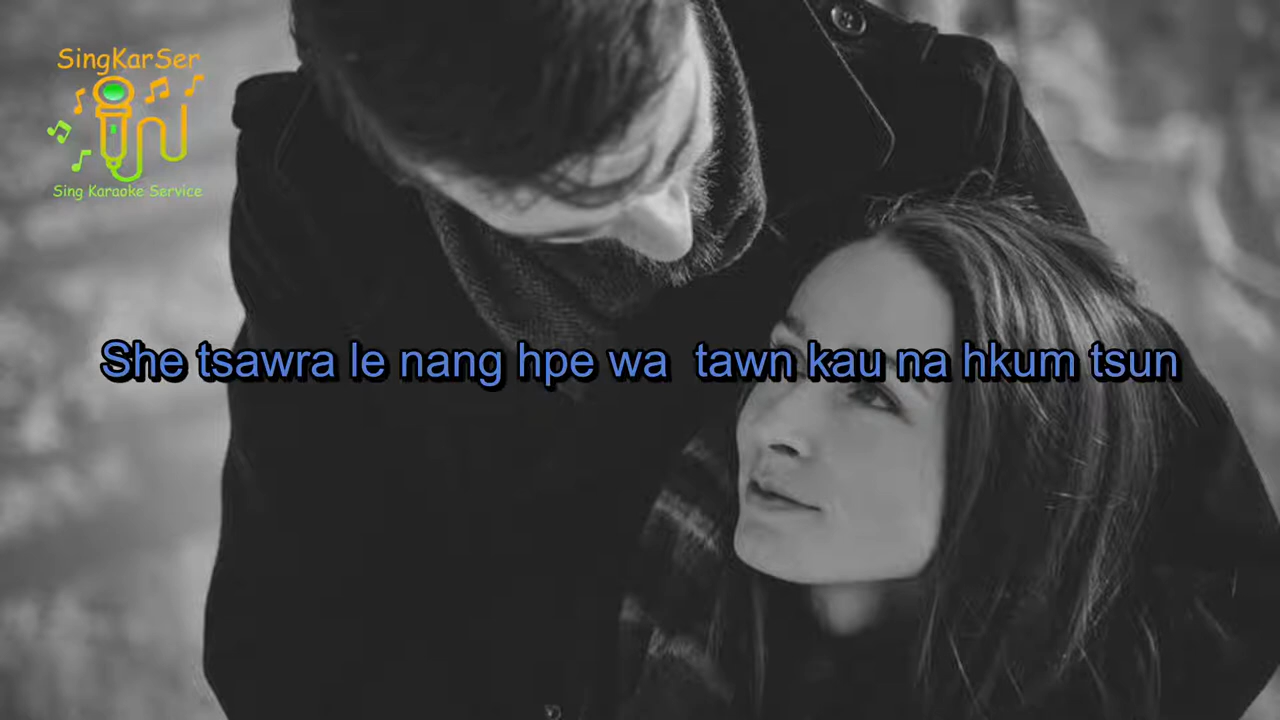 SingKarSer
Sing Karaoke Service
She tsawra le nang hpe wa  tawn kau na hkum tsun